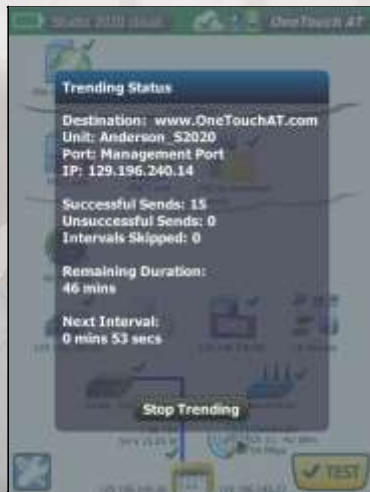 OneTouch AT
Trending Status
Destination: www.OneTouchAT.com
Unit: Anderson_S2020
Port: Management Port
IP: 129.196.240.14
Successful Sends: 15
Unsuccessful Sends: 0
Intervals Skipped: 0
Remaining Duration:
46 mins
Next Interval:
0 mins 53 secs
Stop Trending
TEST